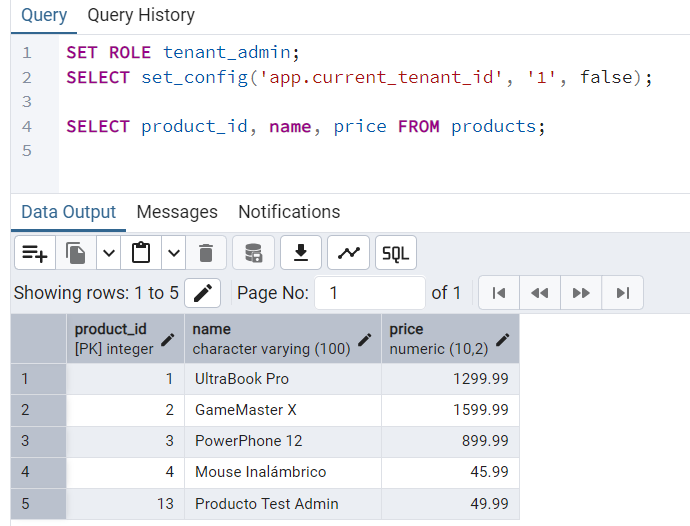 Query Query History
1 SET ROLE tenant_admin;
2 SELECT set_config('app.current_tenant_id', '1', false);
3
4 SELECT product_id, name, price FROM products;
5
Data Output Messages Notifications
SQL
Showing rows: 1 to 5 Page No: 1 of 1
product_id name price
[PK] integer character varying (100) numeric (10,2)
1 1 UltraBook Pro 1299.99
2 2 GameMaster X 1599.99
3 3 PowerPhone 12 899.99
4 4 Mouse Inalámbrico 45.99
5 13 Producto Test Admin 49.99